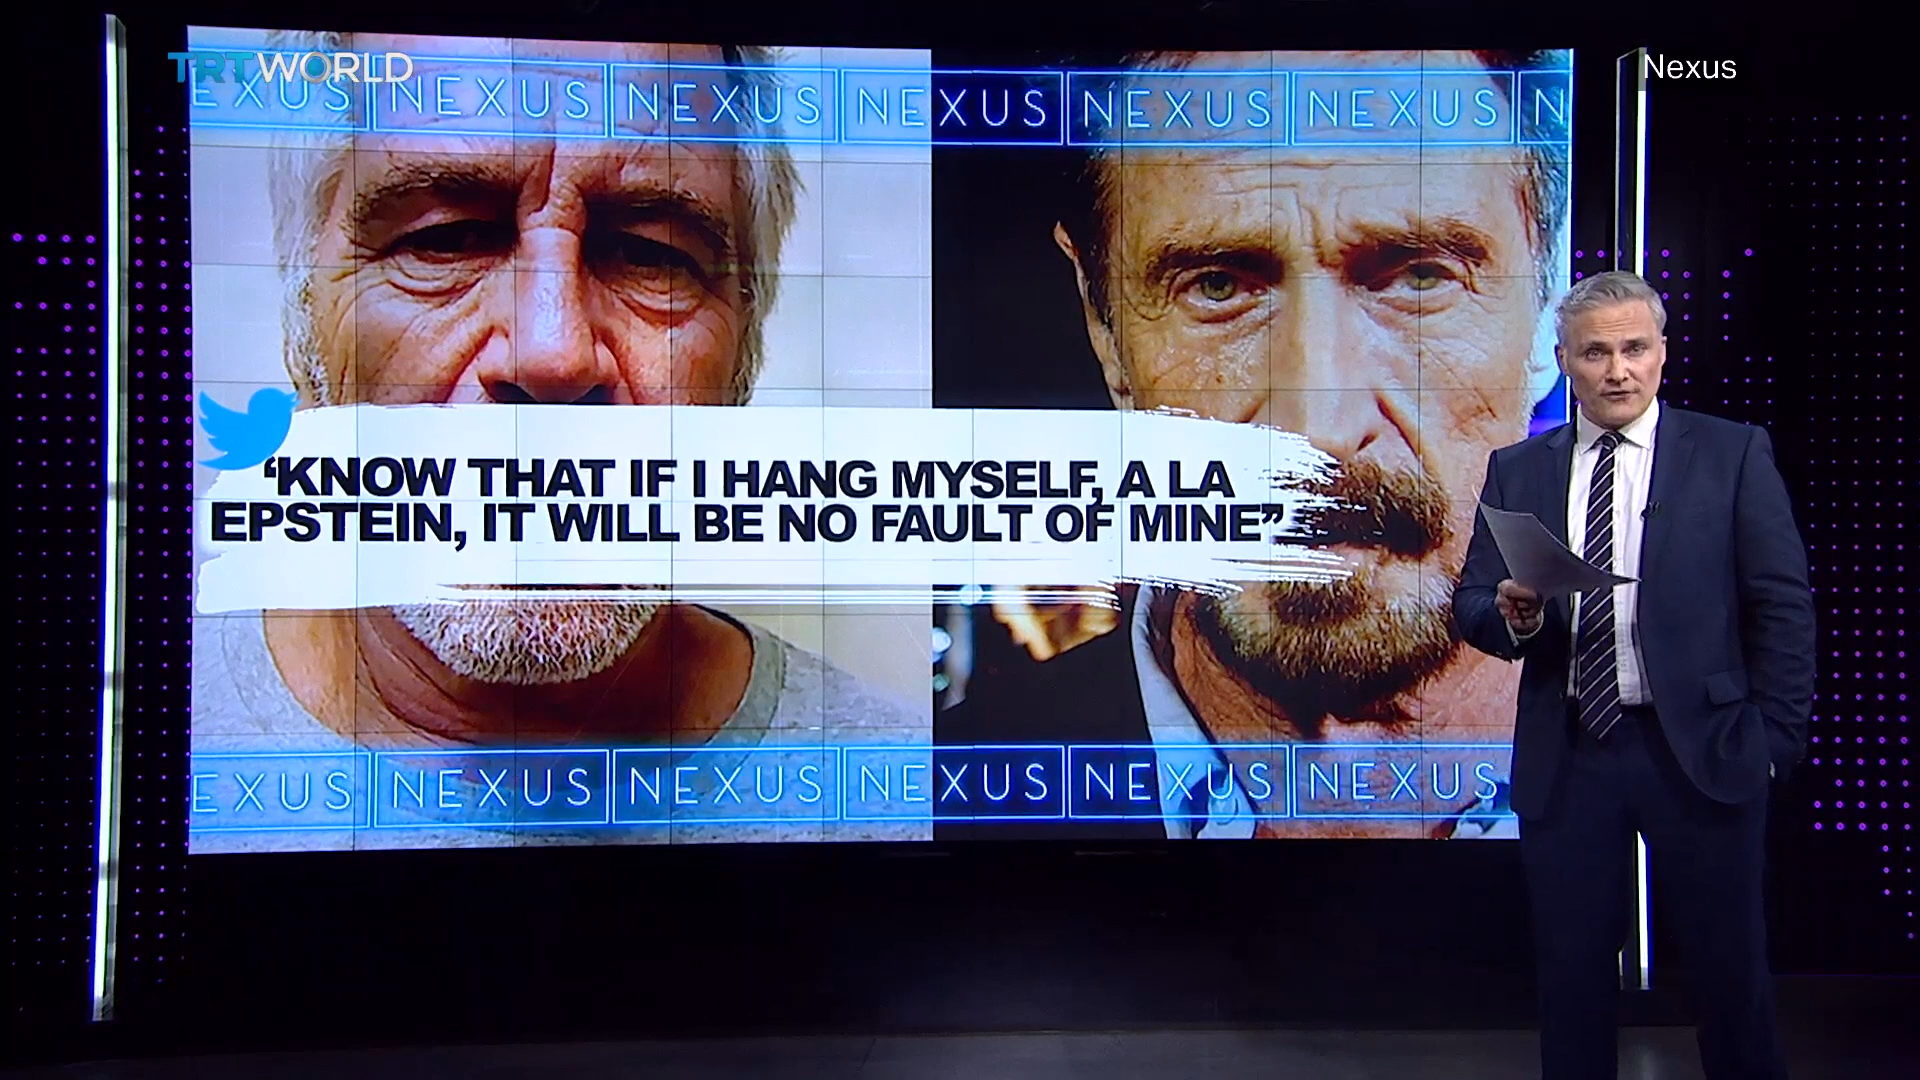 TRTWORLD
Nexus
EXUS NEXUS NEXUS NEXUS NEXUS NEXUS N
‘KNOW THAT IF I HANG MYSELF, A LA
EPSTEIN, IT WILL BE NO FAULT OF MINE”
EXUS NEXUS NEXUS NEXUS NEXUS NEXUS